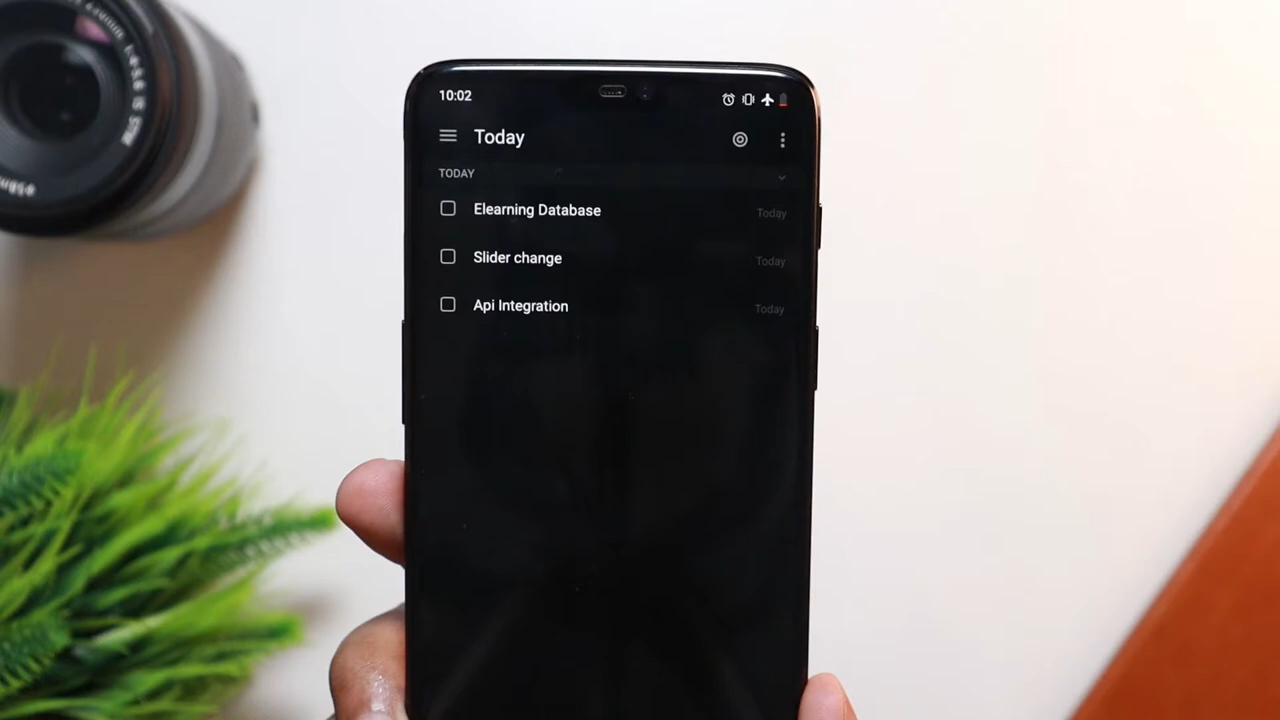 10:02
Today
TODAY
Elearning Database
Today
Slider change
Today
Api Integration
Today